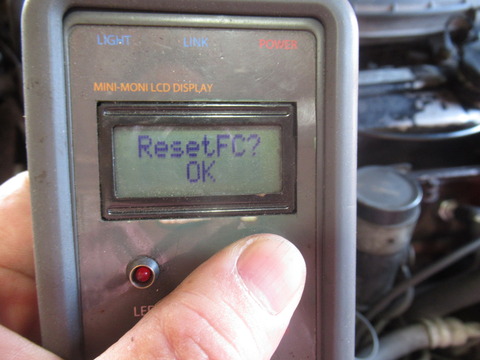 LIGHT LINK POWER
MINI-MONI LCD DISPLAY
ResetFC?
OK